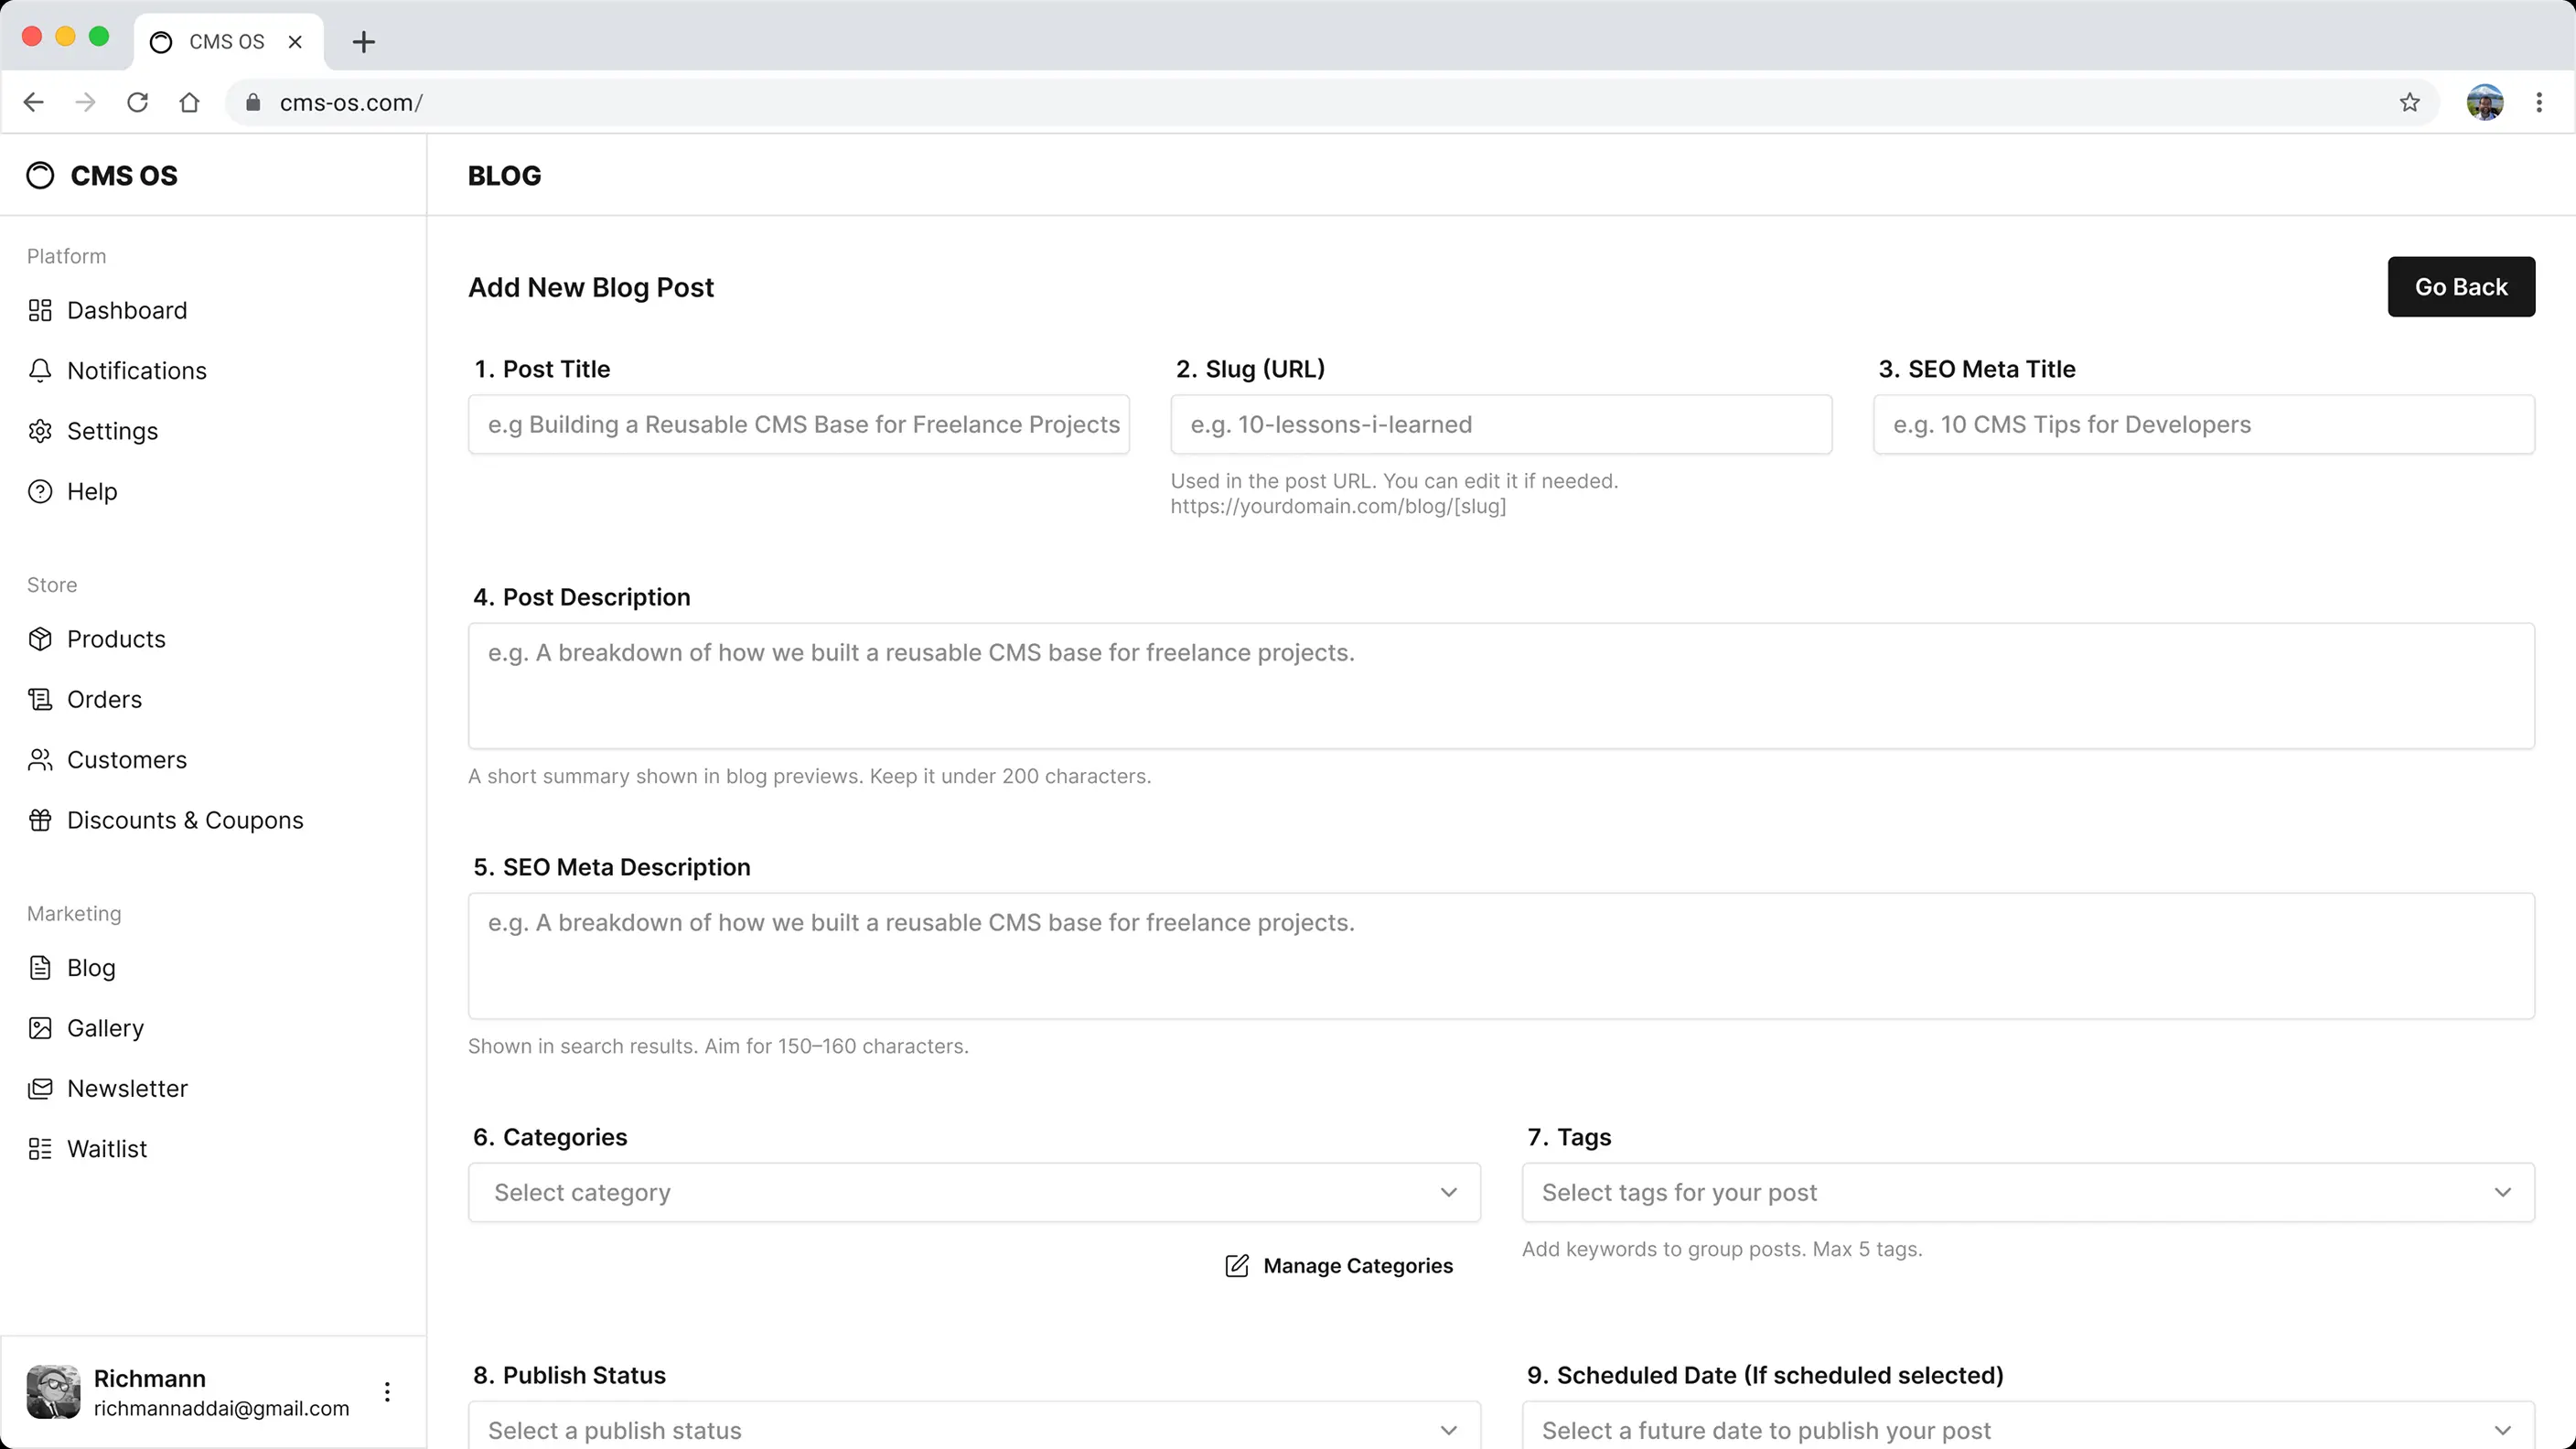 CMS OS
cms-os.com/
CMS OS
BLOG
Platform
Dashboard
Notifications
Settings
Help
Store
Products
Orders
Customers
Discounts & Coupons
Marketing
Blog
Gallery
Newsletter
Waitlist
Richmann
richmannaddai@gmail.com
Add New Blog Post
Go Back
1. Post Title
e.g Building a Reusable CMS Base for Freelance Projects
2. Slug (URL)
e.g. 10-lessons-i-learned
Used in the post URL. You can edit it if needed.
https://yourdomain.com/blog/[slug]
3. SEO Meta Title
e.g. 10 CMS Tips for Developers
4. Post Description
e.g. A breakdown of how we built a reusable CMS base for freelance projects.
A short summary shown in blog previews. Keep it under 200 characters.
5. SEO Meta Description
e.g. A breakdown of how we built a reusable CMS base for freelance projects.
Shown in search results. Aim for 150–160 characters.
6. Categories
Select category
Manage Categories
7. Tags
Select tags for your post
Add keywords to group posts. Max 5 tags.
8. Publish Status
Select a publish status
9. Scheduled Date (If scheduled selected)
Select a future date to publish your post